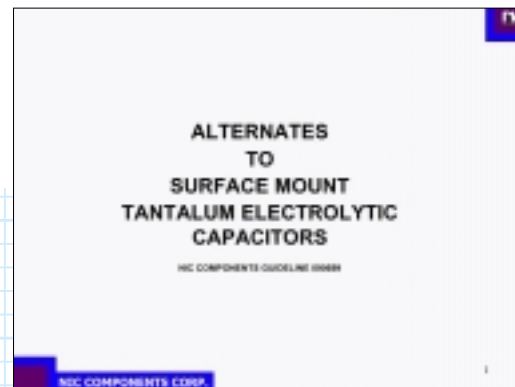 ALTERNATES
TO
SURFACE MOUNT
TANTALUM ELECTROLYTIC
CAPACITORS
NIC COMPONENTS GUIDELINE
NIC COMPONENTS CORP.
1